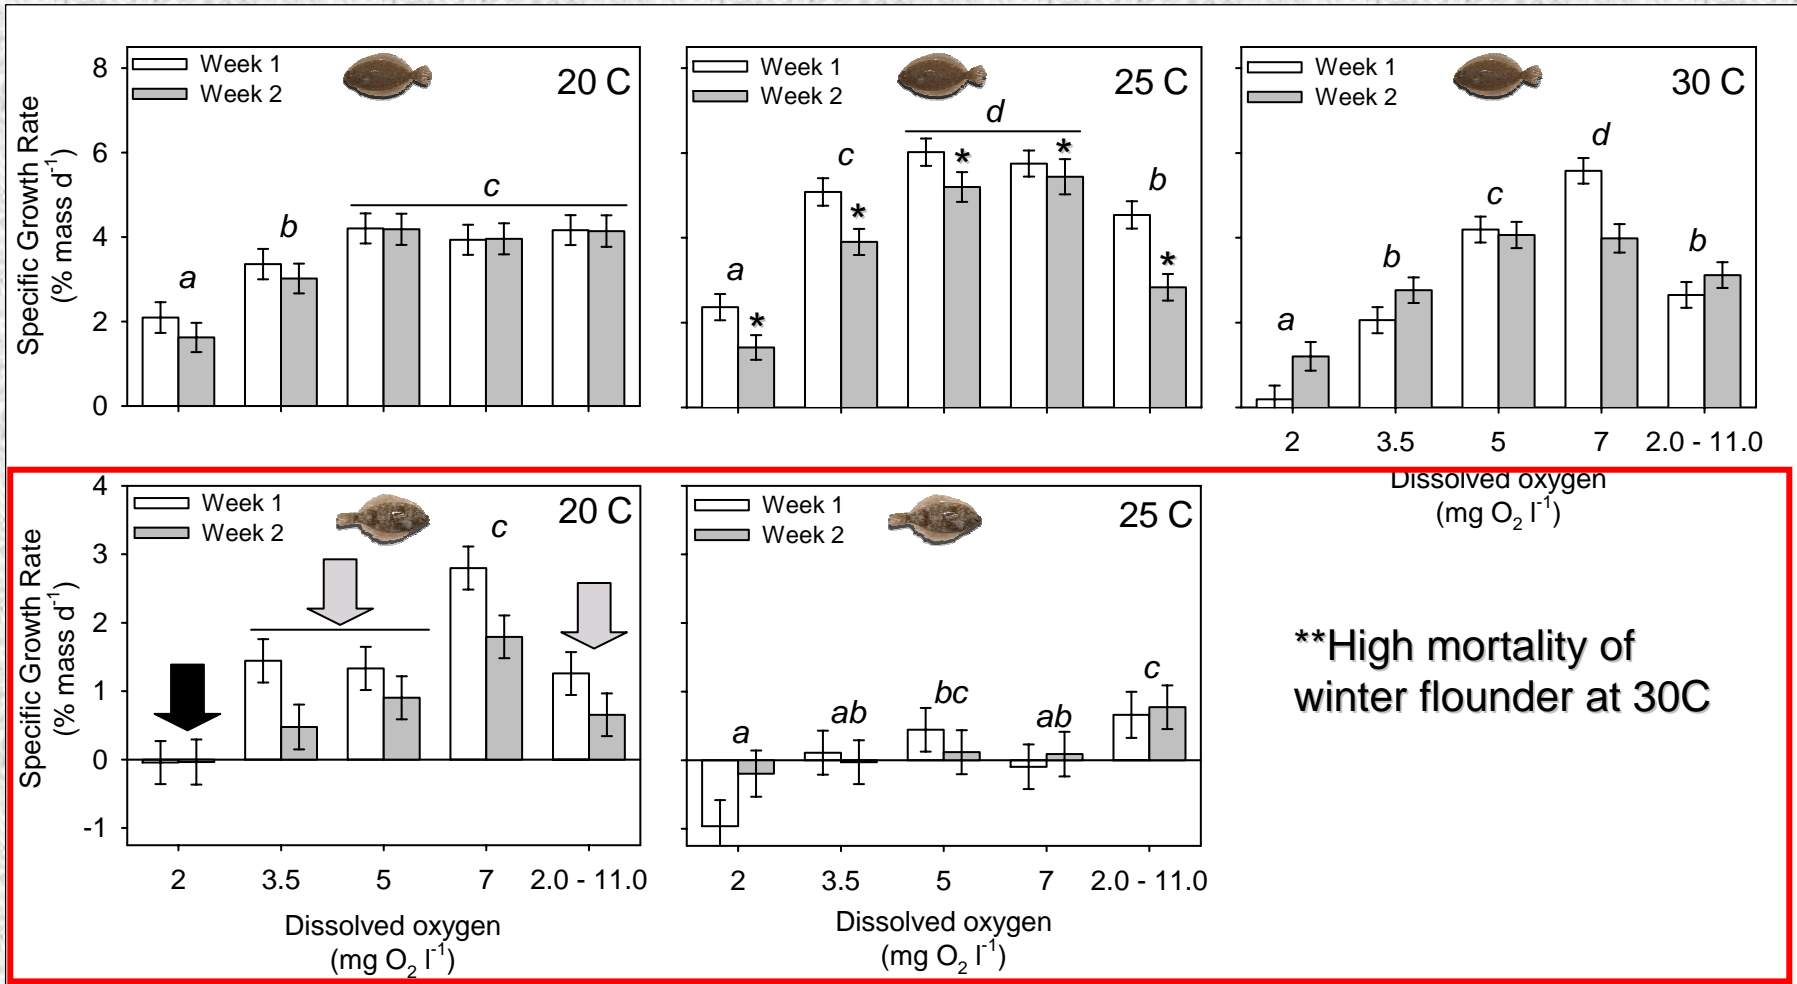 Specific Growth Rate
(% mass d⁻¹)
8
6
4
2
0
Week 1
Week 2
20 C
a
b
c
Week 1
Week 2
25 C
a
*
c
*
d
*
*
b
*
Week 1
Week 2
30 C
a
b
c
d
b
2 3.5 5 7 2.0 - 11.0
Dissolved oxygen
(mg O₂ l⁻¹)
Specific Growth Rate
(% mass d⁻¹)
4
3
2
1
0
-1
Week 1
Week 2
20 C
c
2 3.5 5 7 2.0 - 11.0
Dissolved oxygen
(mg O₂ l⁻¹)
Week 1
Week 2
25 C
a
ab
bc
ab
c
2 3.5 5 7 2.0 - 11.0
Dissolved oxygen
(mg O₂ l⁻¹)
**High mortality of
winter flounder at 30C